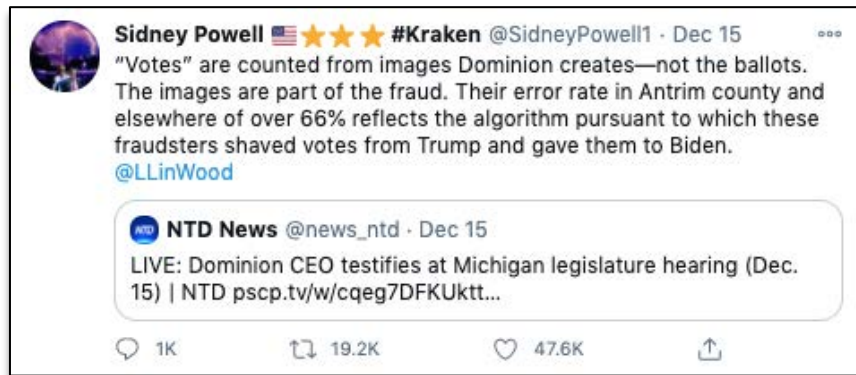 Sidney Powell 🇺🇸⭐⭐⭐ #Kraken @SidneyPowell1 · Dec 15
“Votes” are counted from images Dominion creates—not the ballots.
The images are part of the fraud. Their error rate in Antrim county and
elsewhere of over 66% reflects the algorithm pursuant to which these
fraudsters shaved votes from Trump and gave them to Biden.
@LLinWood
NTD NTD News @news_ntd · Dec 15
LIVE: Dominion CEO testifies at Michigan legislature hearing (Dec.
15) | NTD pscp.tv/w/cqeg7DFKUktt...
1K 19.2K 47.6K